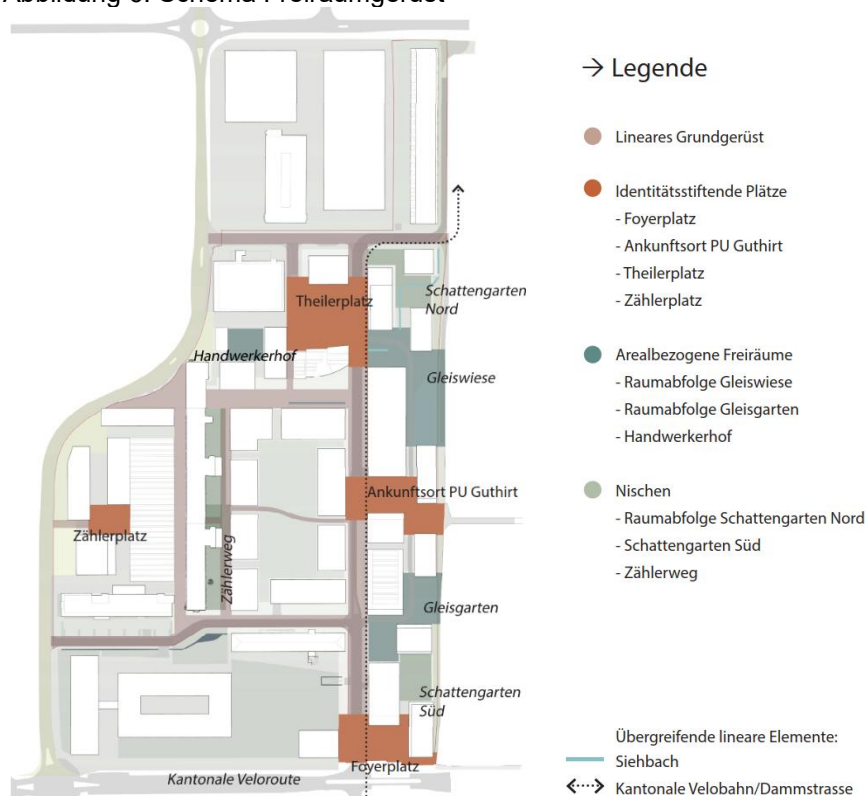 Abbildung 6: Schema Freiraumgerüst
→ Legende
Lineares Grundgerüst
Identitätsstiftende Plätze
- Foyerplatz
- Ankunftsort PU Guthirt
- Theilerplatz
- Zählerplatz
Arealbezogene Freiräume
- Raumabfolge Gleiswiese
- Raumabfolge Gleisgarten
- Handwerkerhof
Nischen
- Raumabfolge Schattengarten Nord
- Schattengarten Süd
- Zählerweg
Übergreifende lineare Elemente:
Siehbach
Kantonale Velobahn/Dammstrasse
Theilerplatz
Schattengarten
Nord
Handwerkerhof
Gleiswiese
Ankunftsort PU Guthirt
Zählerplatz
Zählerweg
Gleisgarten
Schattengarten
Süd
Foyerplatz
Kantonale Veloroute